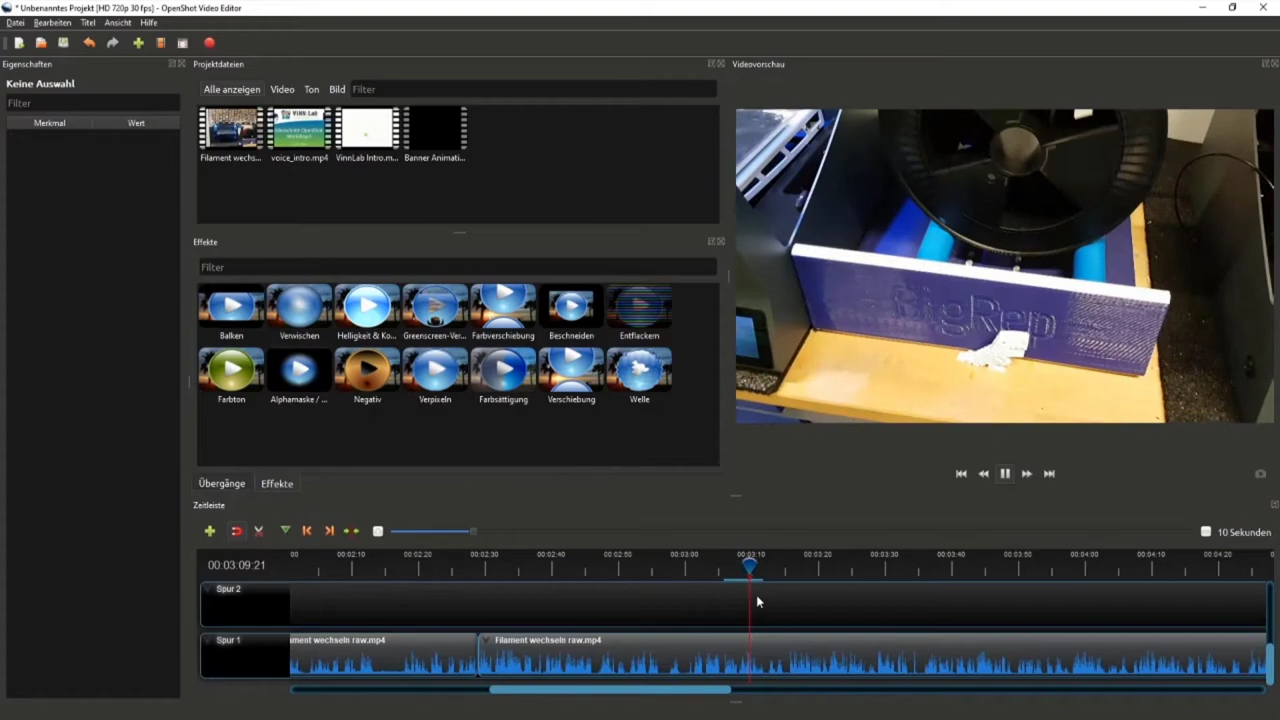 * Unbenanntes Projekt [HD 720p 30 fps] - OpenShot Video Editor
Datei Bearbeiten Titel Ansicht Hilfe
Eigenschaften
Projektdateien
Videovorschau
Keine Auswahl
Filter
Merkmal Wert
Alle anzeigen Video Ton Bild Filter
Filament wechs... voice_intro.mp4 VinnLab Intro.m... Banner Animati...
Effekte
Filter
Balken Verwischen Helligkeit & Ko... Greenscreen-Ver... Farbverschiebung Beschneiden Entflackern
Farbton Alphamaske / ... Negativ Verpixeln Farbsättigung Verschiebung Welle
Übergänge Effekte
Zeitleiste
10 Sekunden
00:03:09:21
00 00:02:10 00:02:20 00:02:30 00:02:40 00:02:50 00:03:00 00:03:10 00:03:20 00:03:30 00:03:40 00:03:50 00:04:00 00:04:10 00:04:20 0
Spur 2
Spur 1
ment wechseln raw.mp4
Filament wechseln raw.mp4